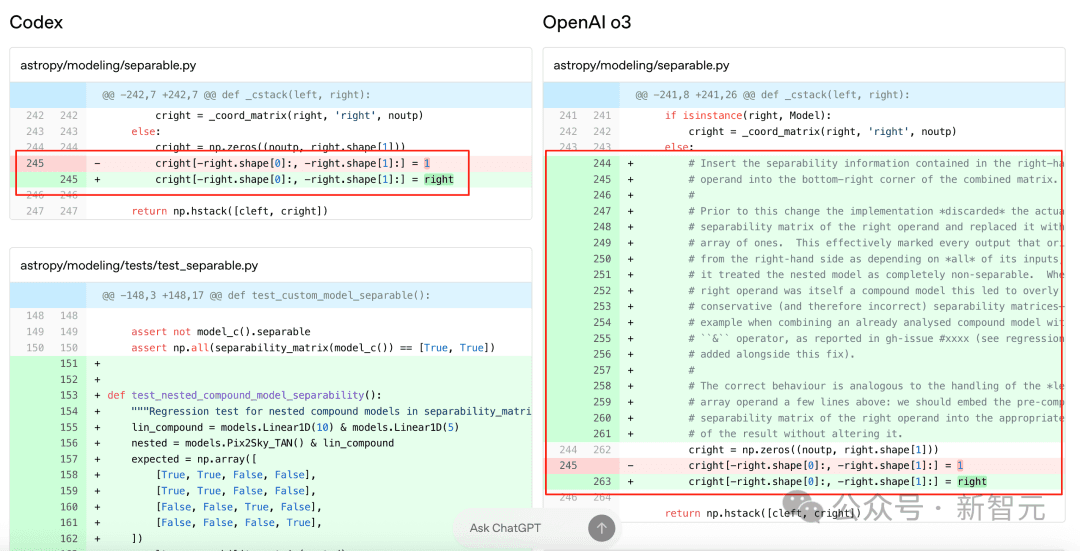 Codex
astropy/modeling/separable.py
@@ -242,7 +242,7 @@ def _cstack(left, right):
242 242 cright = _coord_matrix(right, 'right', noutp)
243 243 else:
244 244 cright = np.zeros((noutp, right.shape[1]))
245 - cright[-right.shape[0]:, -right.shape[1]:] = 1
245 + cright[-right.shape[0]:, -right.shape[1]:] = right
246 246
247 247 return np.hstack([cleft, cright])
astropy/modeling/tests/test_separable.py
@@ -148,3 +148,17 @@ def test_custom_model_separable():
148 148
149 149 assert not model_c().separable
150 150 assert np.all(separability_matrix(model_c()) == [True, True])
151 +
152 +
153 + def test_nested_compound_model_separability():
154 + """Regression test for nested compound models in separability_matri
155 + lin_compound = models.Linear1D(10) & models.Linear1D(5)
156 + nested = models.Pix2Sky_TAN() & lin_compound
157 + expected = np.array([
158 + [True, True, False, False],
159 + [True, True, False, False],
160 + [False, False, True, False],
161 + [False, False, False, True],
162 + ])
OpenAI o3
astropy/modeling/separable.py
@@ -241,8 +241,26 @@ def _cstack(left, right):
241 241 if isinstance(right, Model):
242 242 cright = _coord_matrix(right, 'right', noutp)
243 243 else:
244 + # Insert the separability information contained in the right-ha
245 + # operand into the bottom-right corner of the combined matrix.
246 + #
247 + # Prior to this change the implementation *discarded* the actua
248 + # separability matrix of the right operand and replaced it with
249 + # array of ones. This effectively marked every output that ori
250 + # from the right-hand side as depending on *all* of its inputs,
251 + # it treated the nested model as completely non-separable. Whe
252 + # right operand was itself a compound model this led to overly
253 + # conservative (and therefore incorrect) separability matrices—
254 + # example when combining an already analysed compound model wit
255 + # ``&`` operator, as reported in gh-issue #xxxx (see regression
256 + # added alongside this fix).
257 + #
258 + # The correct behaviour is analogous to the handling of the *le
259 + # array operand a few lines above: we should embed the pre-comp
260 + # separability matrix of the right operand into the appropriate
261 + # of the result without altering it.
244 262 cright = np.zeros((noutp, right.shape[1]))
245 - cright[-right.shape[0]:, -right.shape[1]:] = 1
263 + cright[-right.shape[0]:, -right.shape[1]:] = right
246 264
return np.hstack([cleft, cright])
Ask ChatGPT
公众号 · 新智元